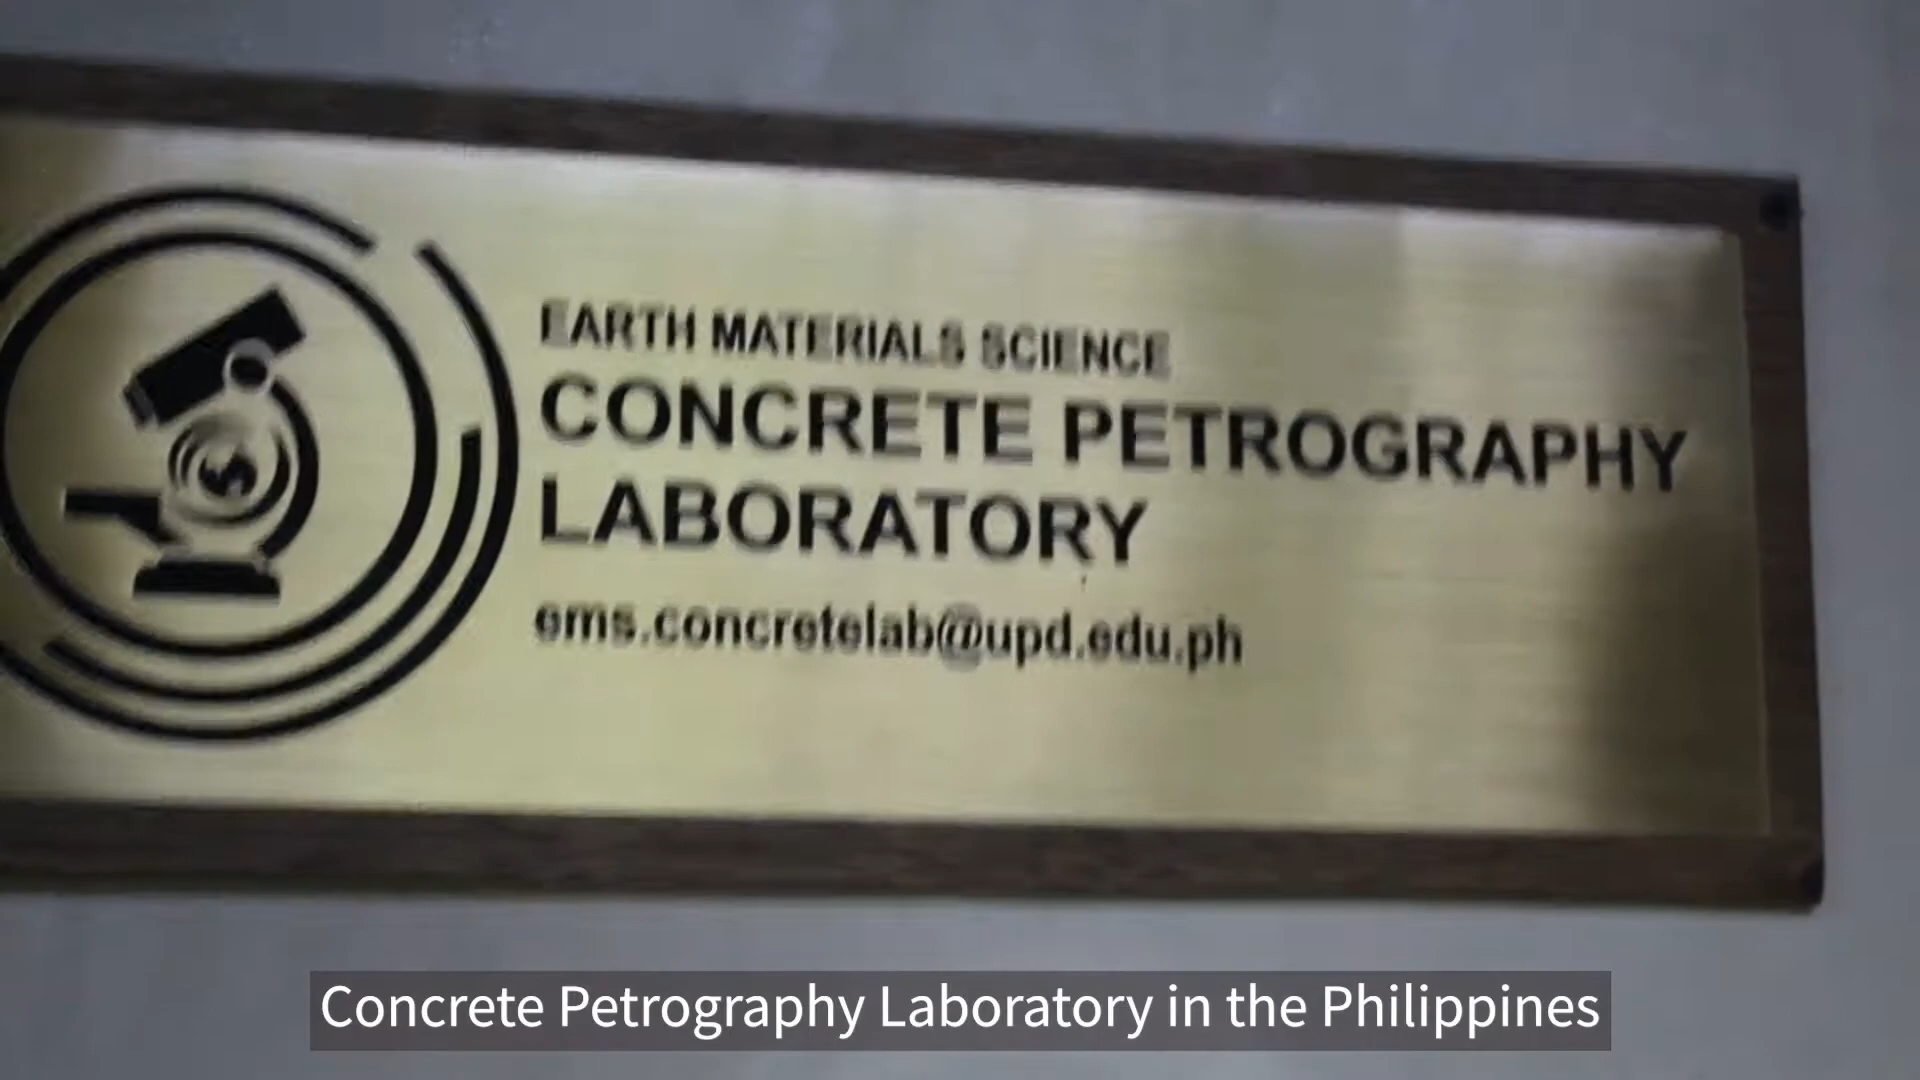 EARTH MATERIALS SCIENCE
CONCRETE PETROGRAPHY
LABORATORY
ems.concretelab@upd.edu.ph
Concrete Petrography Laboratory in the Philippines